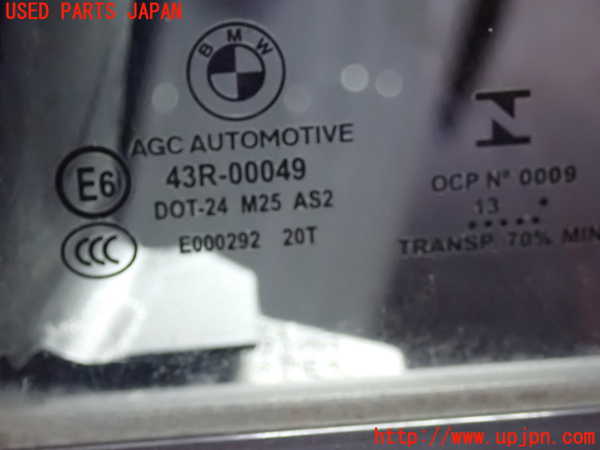 USED PARTS JAPAN
BMW
AGC AUTOMOTIVE
E6
43R-00049
DOT-24 M25 AS2
CCC
E000292 20T
OCP Nº 0009
13
TRANSP. 70% MIN
http://www.upjpn.com/